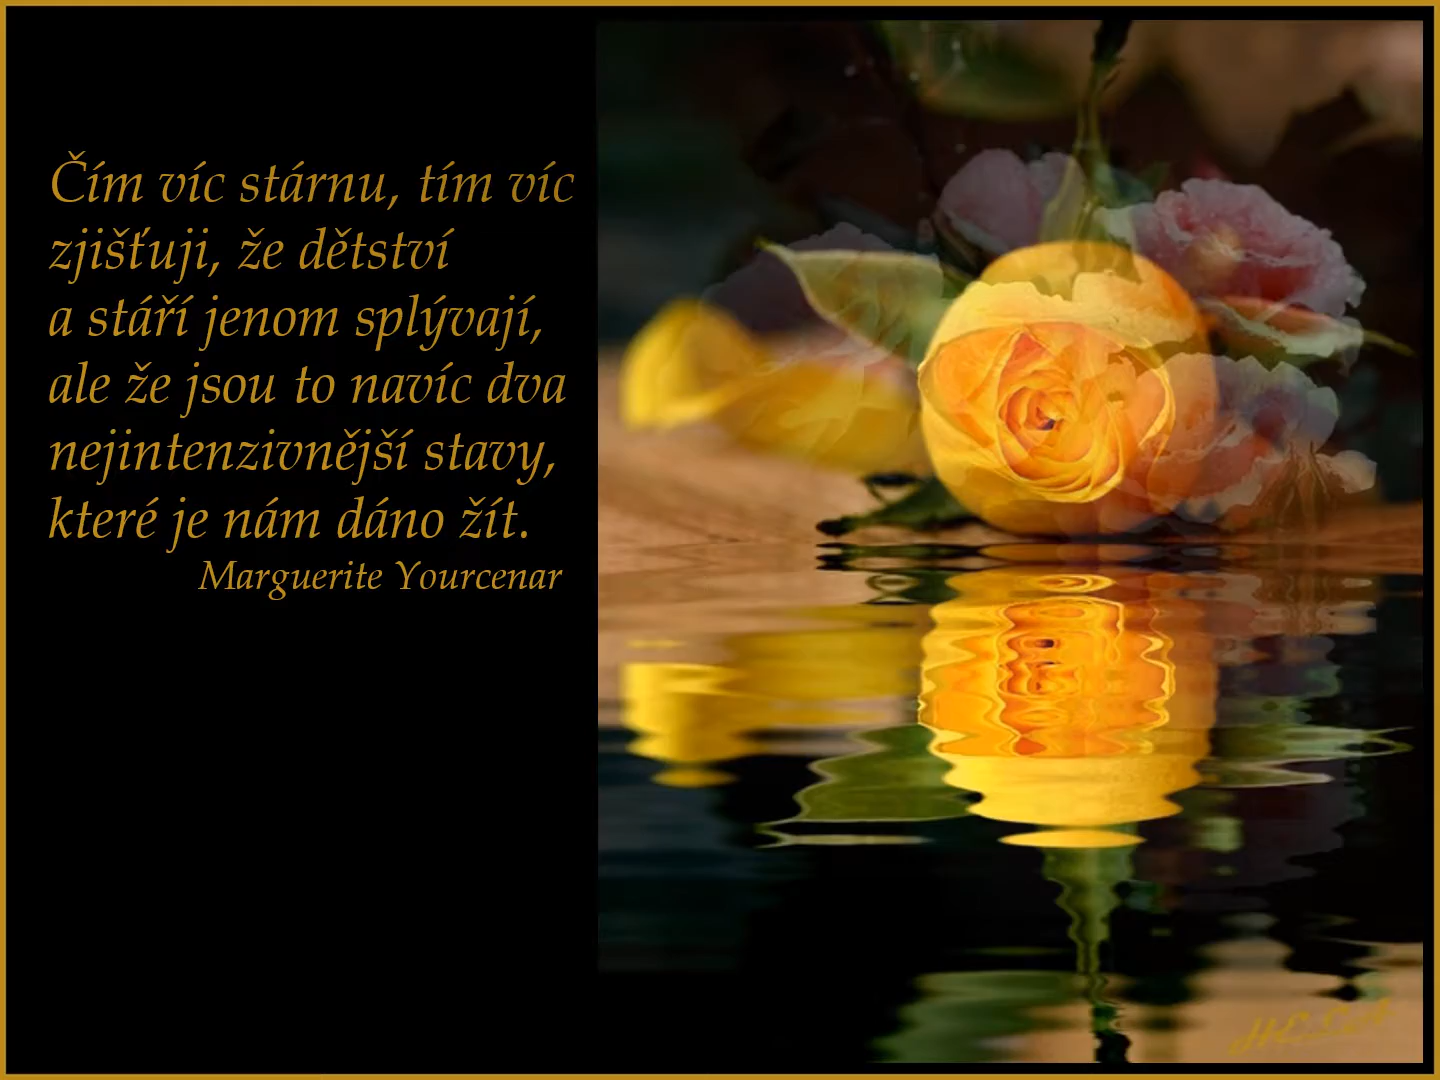 Čím víc stárnu, tím víc
zjišťuji, že dětství
a stáří jenom splývají,
ale že jsou to navíc dva
nejintenzivnější stavy,
které je nám dáno žít.
Marguerite Yourcenar